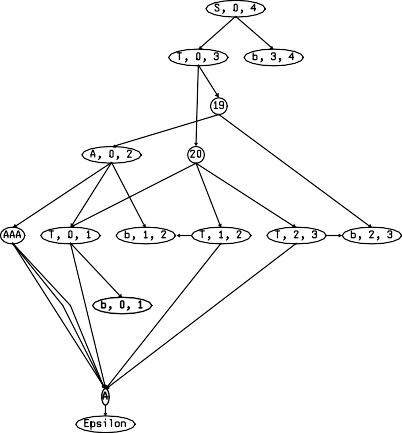 S, 0, 4
T, 0, 3
b, 3, 4
19
A, 0, 2
20
AAA
T, 0, 1
b, 1, 2
T, 1, 2
T, 2, 3
b, 2, 3
b, 0, 1
A
Epsilon